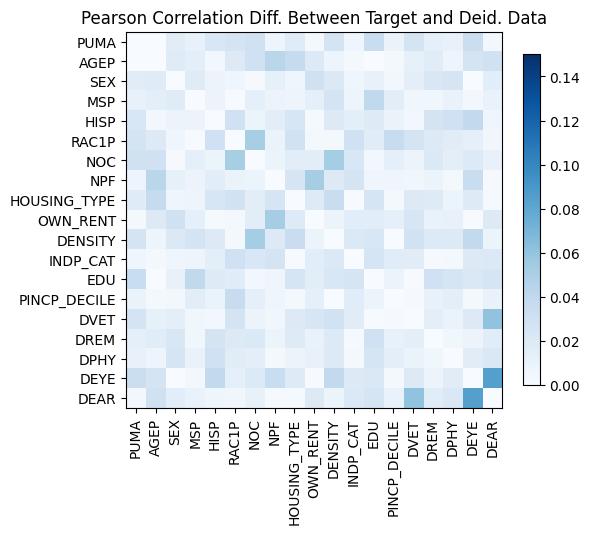 Pearson Correlation Diff. Between Target and Deid. Data
PUMA
AGEP
SEX
MSP
HISP
RAC1P
NOC
NPF
HOUSING_TYPE
OWN_RENT
DENSITY
INDP_CAT
EDU
PINCP_DECILE
DVET
DREM
DPHY
DEYE
DEAR
PUMA
AGEP
SEX
MSP
HISP
RAC1P
NOC
NPF
HOUSING_TYPE
OWN_RENT
DENSITY
INDP_CAT
EDU
PINCP_DECILE
DVET
DREM
DPHY
DEYE
DEAR
0.14
0.12
0.10
0.08
0.06
0.04
0.02
0.00